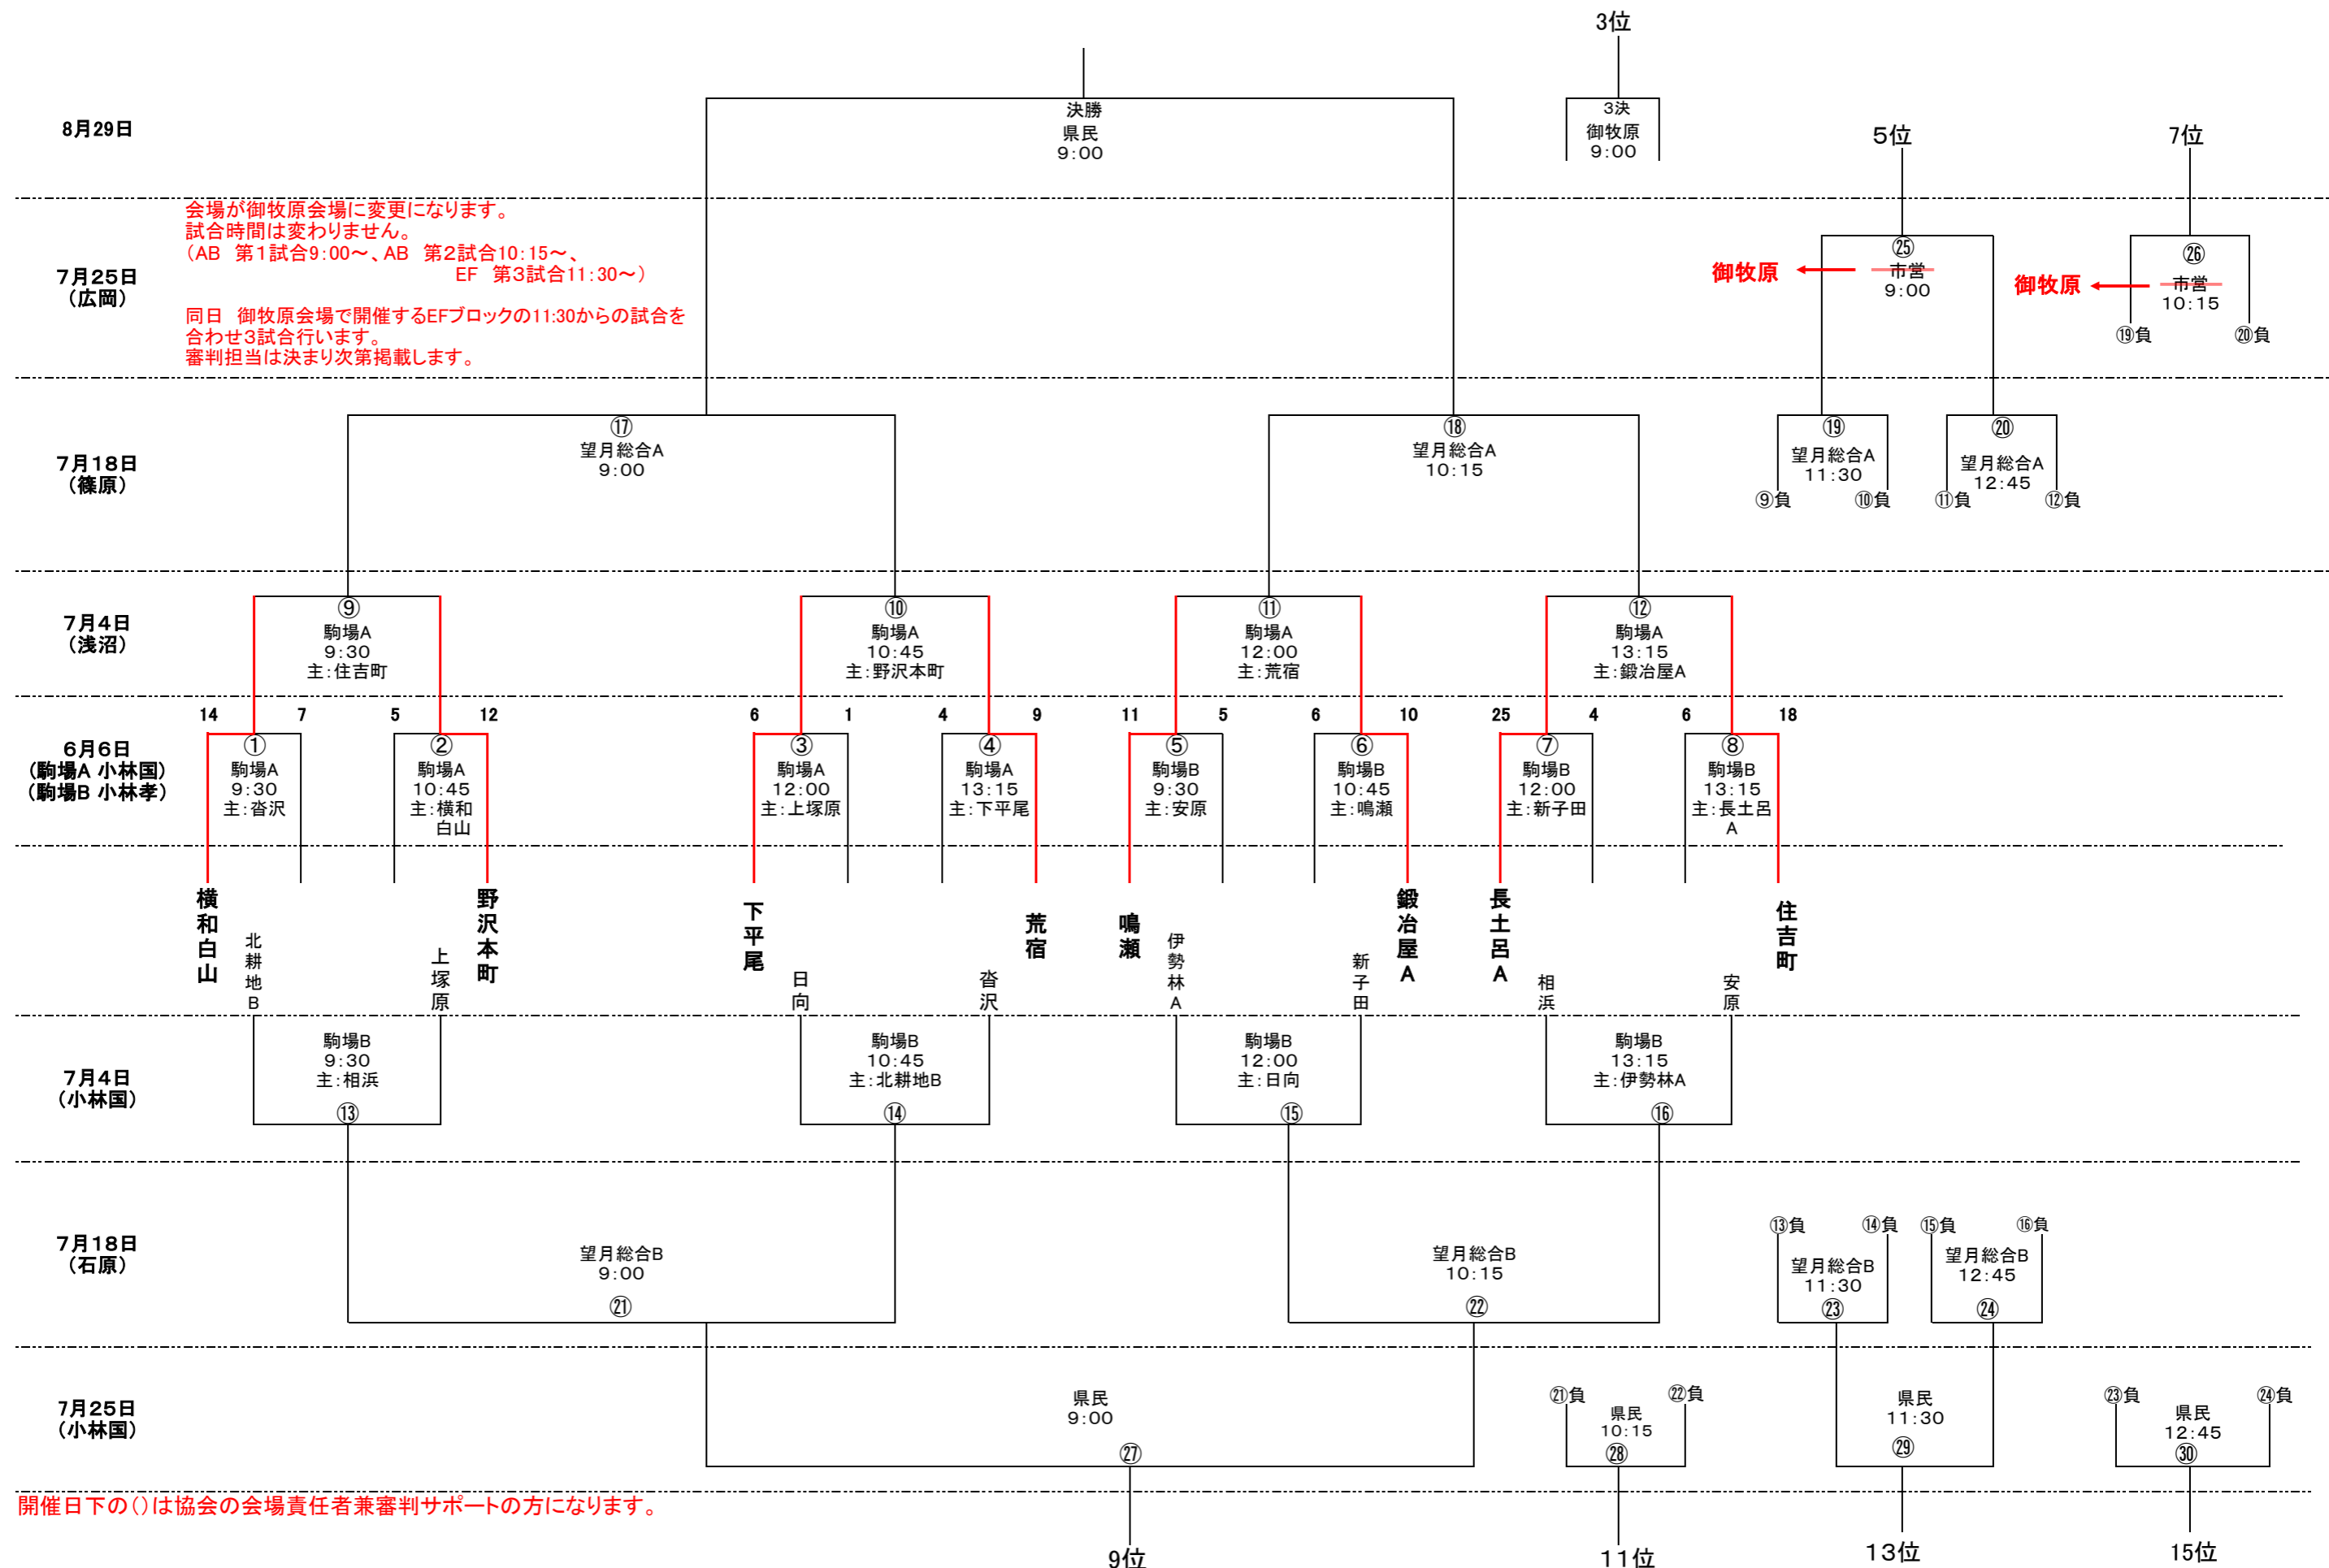 3位
8月29日
決勝
県民
9:00
3決
御牧原
9:00
5位
7位
会場が御牧原会場に変更になります。
試合時間は変わりません。
(AB 第1試合9:00～、AB 第2試合10:15～、
EF 第3試合11:30～)
同日 御牧原会場で開催するEFブロックの11:30からの試合を
合わせ3試合行います。
審判担当は決まり次第掲載します。
7月25日
(広岡)
御牧原
㉕
市営
9:00
御牧原
㉖
市営
10:15
⑲負
⑳負
7月18日
(篠原)
⑰
望月総合A
9:00
⑱
望月総合A
10:15
⑲
望月総合A
11:30
⑨負
⑩負
⑳
望月総合A
12:45
⑪負
⑫負
7月4日
(浅沼)
⑨
駒場A
9:30
主:住吉町
⑩
駒場A
10:45
主:野沢本町
⑪
駒場A
12:00
主:荒宿
⑫
駒場A
13:15
主:鍛冶屋A
14 7 5 12 6 1 4 9 11 5 6 10 25 4 6 18
6月6日
(駒場A 小林国)
(駒場B 小林孝)
①
駒場A
9:30
主:沓沢
②
駒場A
10:45
主:横和
白山
③
駒場A
12:00
主:上塚原
④
駒場A
13:15
主:下平尾
⑤
駒場B
9:30
主:安原
⑥
駒場B
10:45
主:鳴瀬
⑦
駒場B
12:00
主:新子田
⑧
駒場B
13:15
主:長土呂
A
横和白山
北耕地B
上塚原
野沢本町
下平尾
日向
沓沢
荒宿
鳴瀬
伊勢林A
新子田
鍛冶屋A
長土呂A
相浜
安原
住吉町
7月4日
(小林国)
駒場B
9:30
主:相浜
⑬
駒場B
10:45
主:北耕地B
⑭
駒場B
12:00
主:日向
⑮
駒場B
13:15
主:伊勢林A
⑯
7月18日
(石原)
望月総合B
9:00
㉑
望月総合B
10:15
㉒
⑬負
⑭負
望月総合B
11:30
㉓
⑮負
⑯負
望月総合B
12:45
㉔
7月25日
(小林国)
県民
9:00
㉗
㉑負
㉒負
県民
10:15
㉘
県民
11:30
㉙
㉓負
㉔負
県民
12:45
㉚
開催日下の()は協会の会場責任者兼審判サポートの方になります。
9位
11位
13位
15位